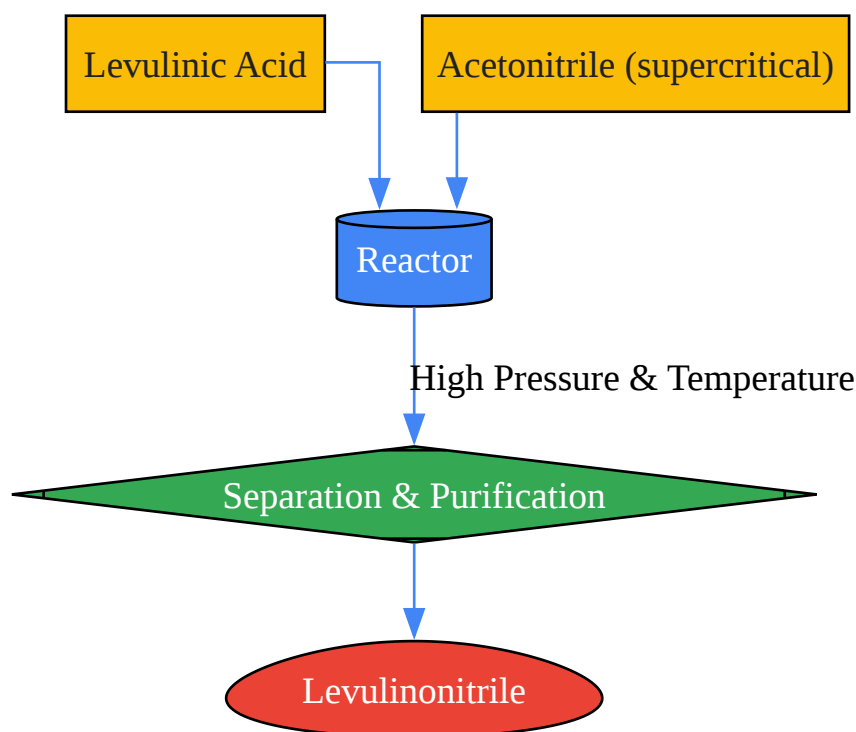 Levulinic Acid
Acetonitrile (supercritical)
Reactor
High Pressure & Temperature
Separation & Purification
Levulinonitrile